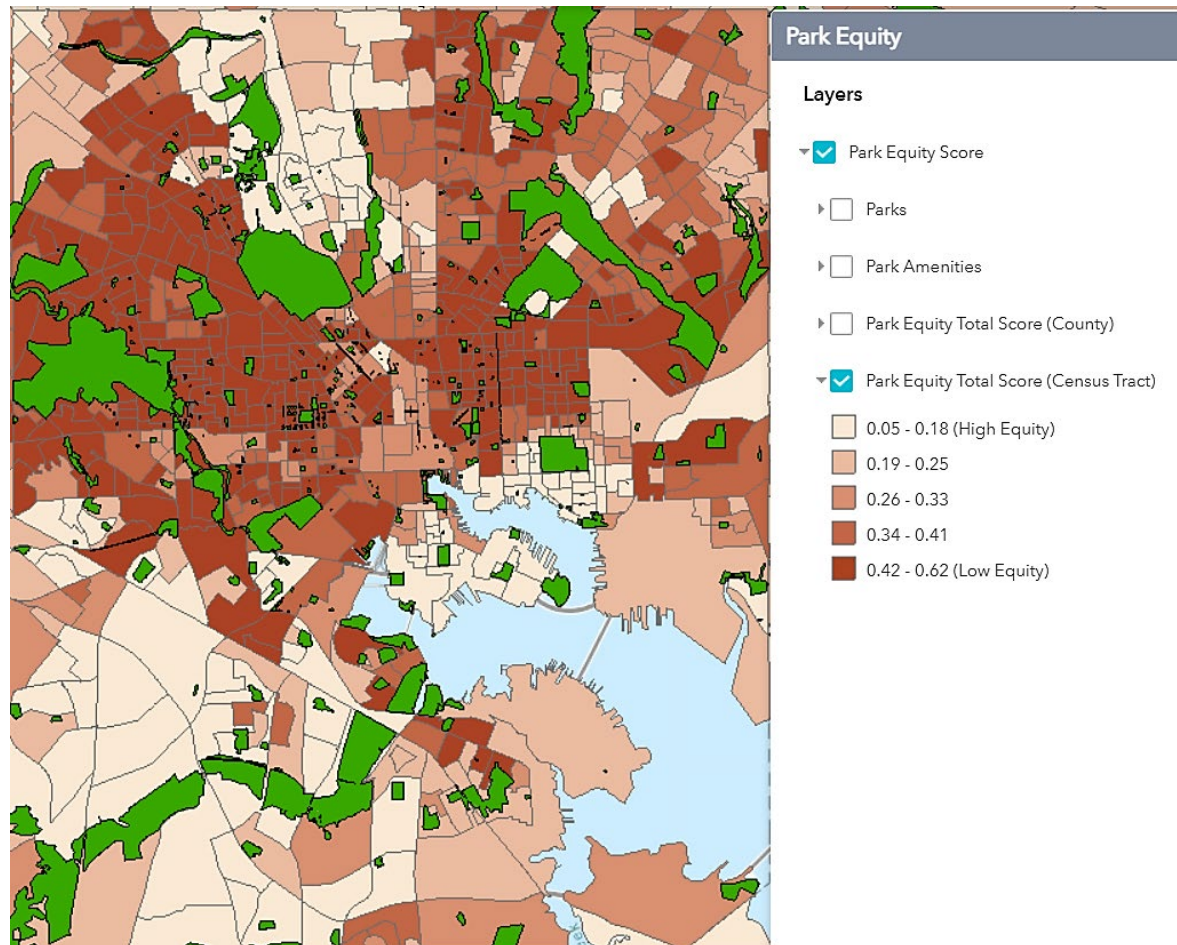 Park Equity
Layers
Park Equity Score
Parks
Park Amenities
Park Equity Total Score (County)
Park Equity Total Score (Census Tract)
0.05 - 0.18 (High Equity)
0.19 - 0.25
0.26 - 0.33
0.34 - 0.41
0.42 - 0.62 (Low Equity)